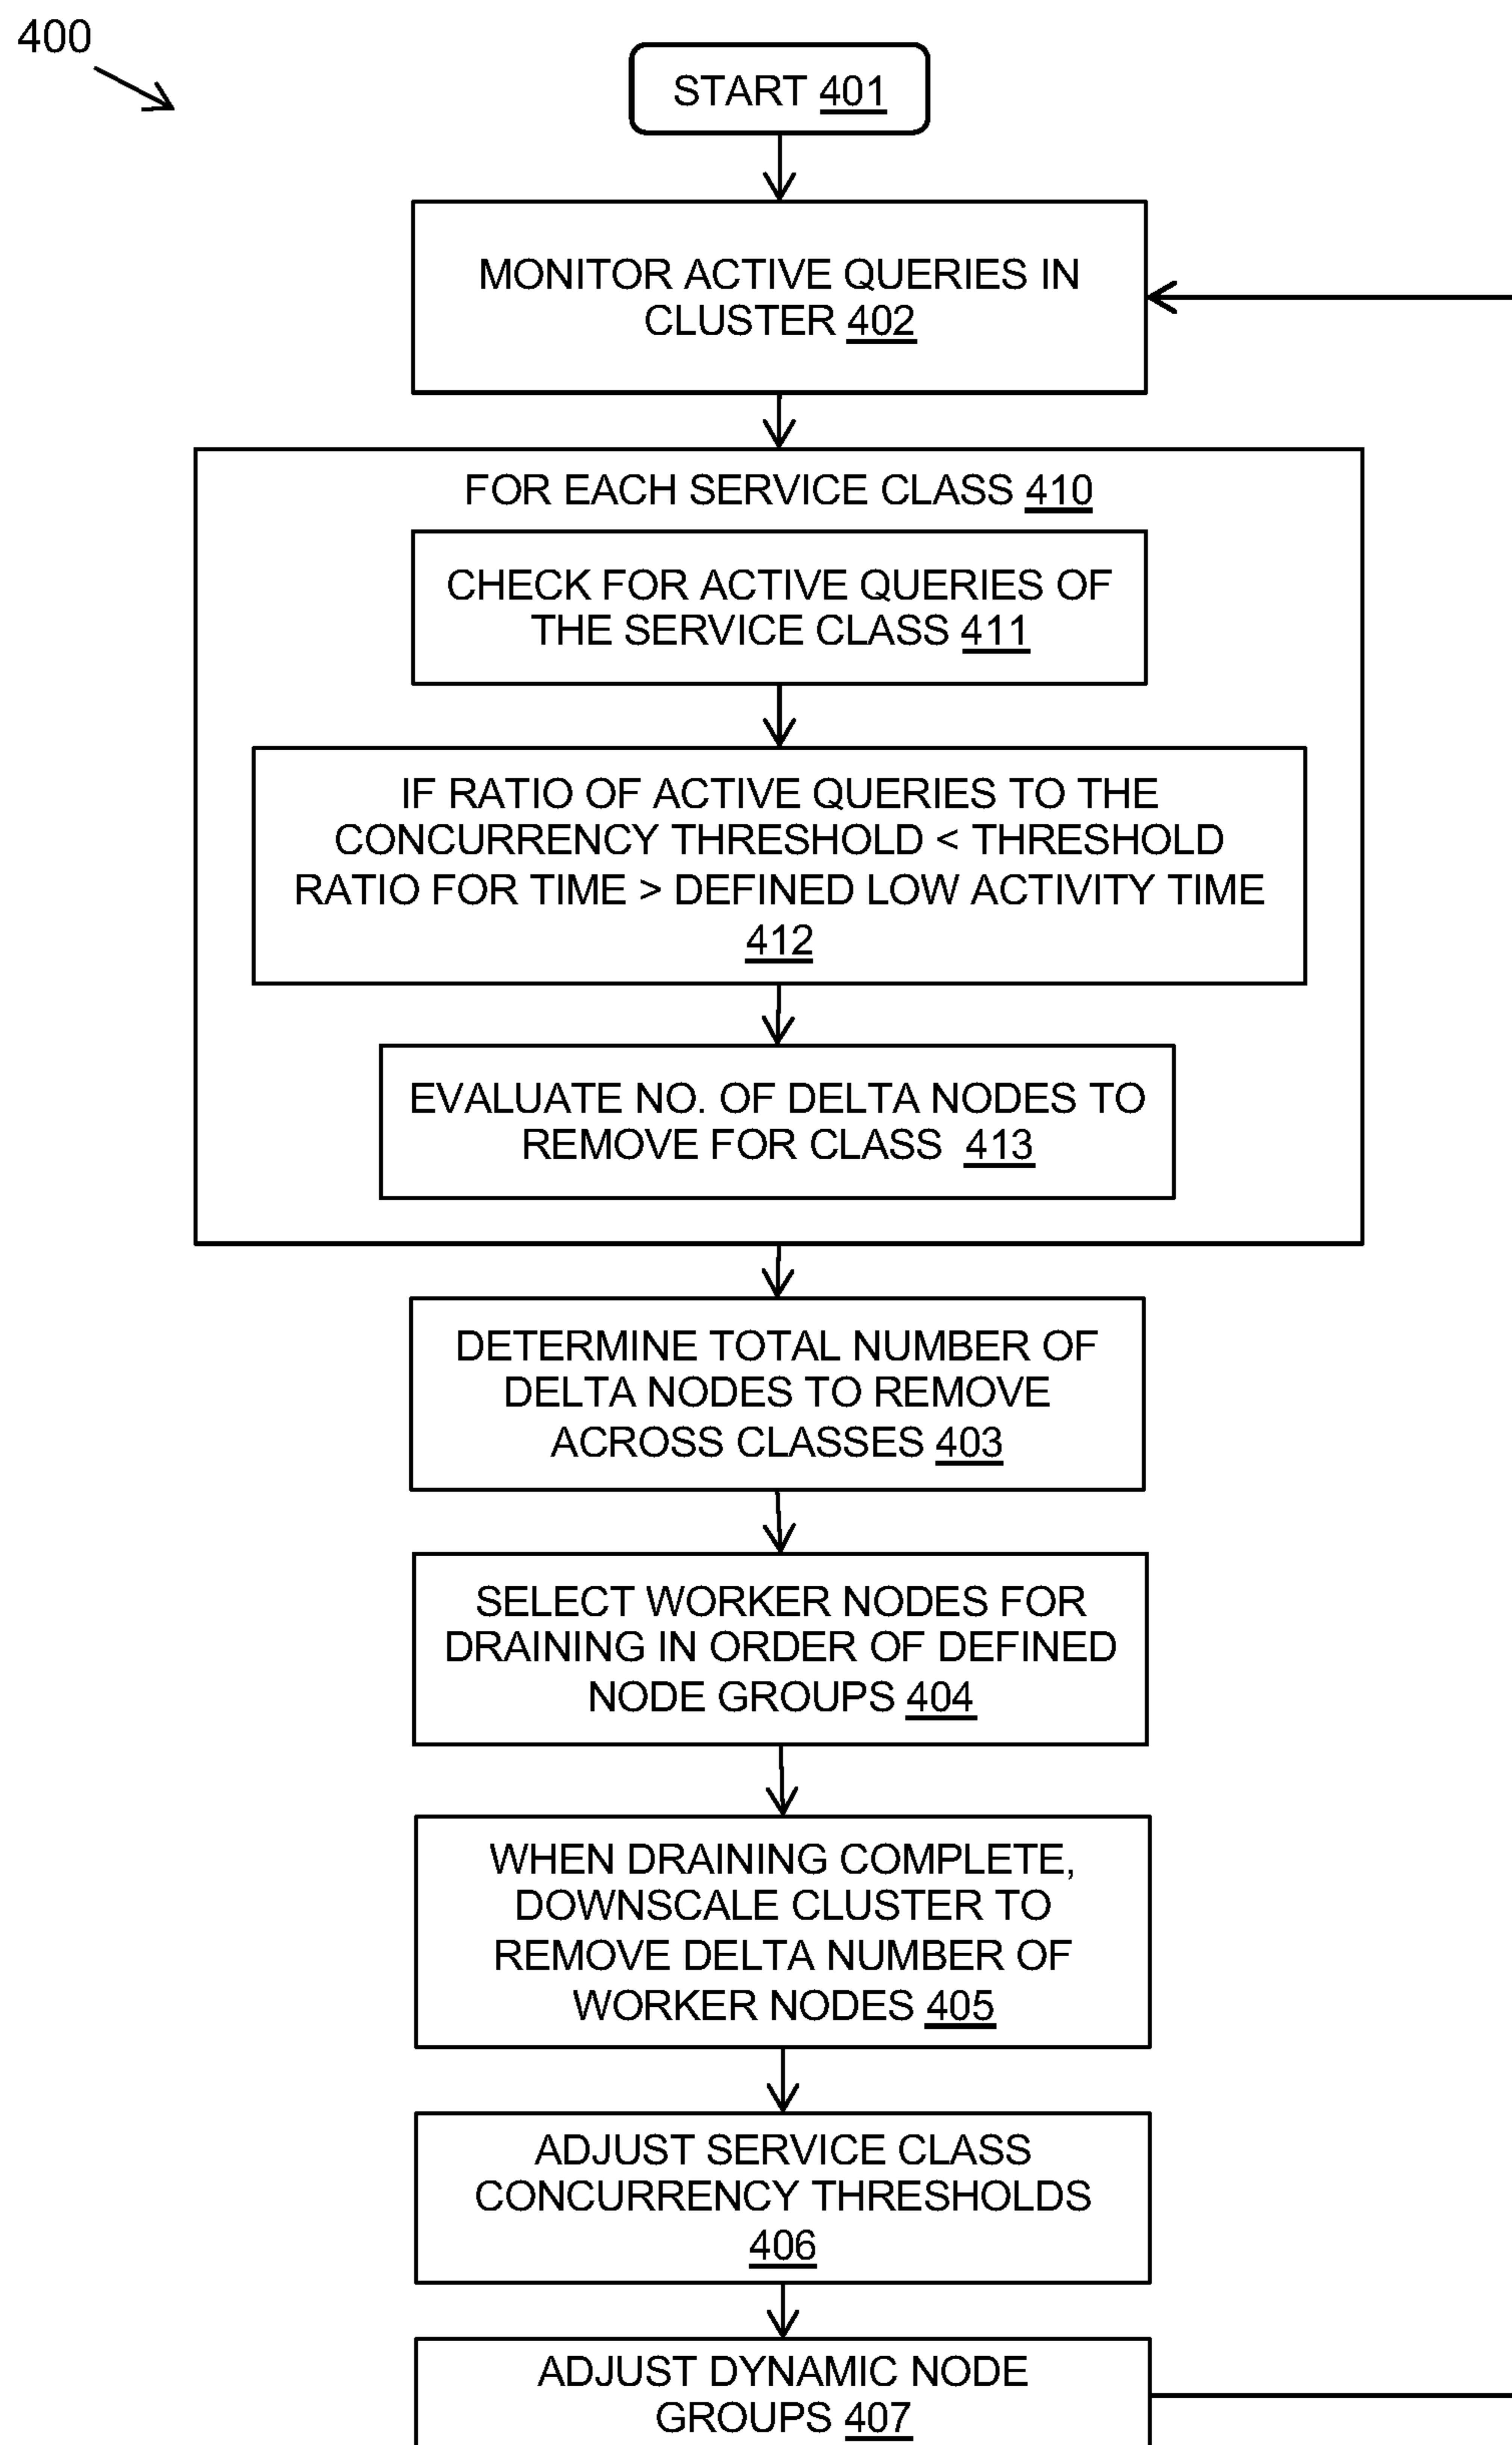 400
START 401
MONITOR ACTIVE QUERIES IN
CLUSTER 402
FOR EACH SERVICE CLASS 410
CHECK FOR ACTIVE QUERIES OF
THE SERVICE CLASS 411
IF RATIO OF ACTIVE QUERIES TO THE
CONCURRENCY THRESHOLD < THRESHOLD
RATIO FOR TIME > DEFINED LOW ACTIVITY TIME
412
EVALUATE NO. OF DELTA NODES TO
REMOVE FOR CLASS 413
DETERMINE TOTAL NUMBER OF
DELTA NODES TO REMOVE
ACROSS CLASSES 403
SELECT WORKER NODES FOR
DRAINING IN ORDER OF DEFINED
NODE GROUPS 404
WHEN DRAINING COMPLETE,
DOWNSCALE CLUSTER TO
REMOVE DELTA NUMBER OF
WORKER NODES 405
ADJUST SERVICE CLASS
CONCURRENCY THRESHOLDS
406
ADJUST DYNAMIC NODE
GROUPS 407